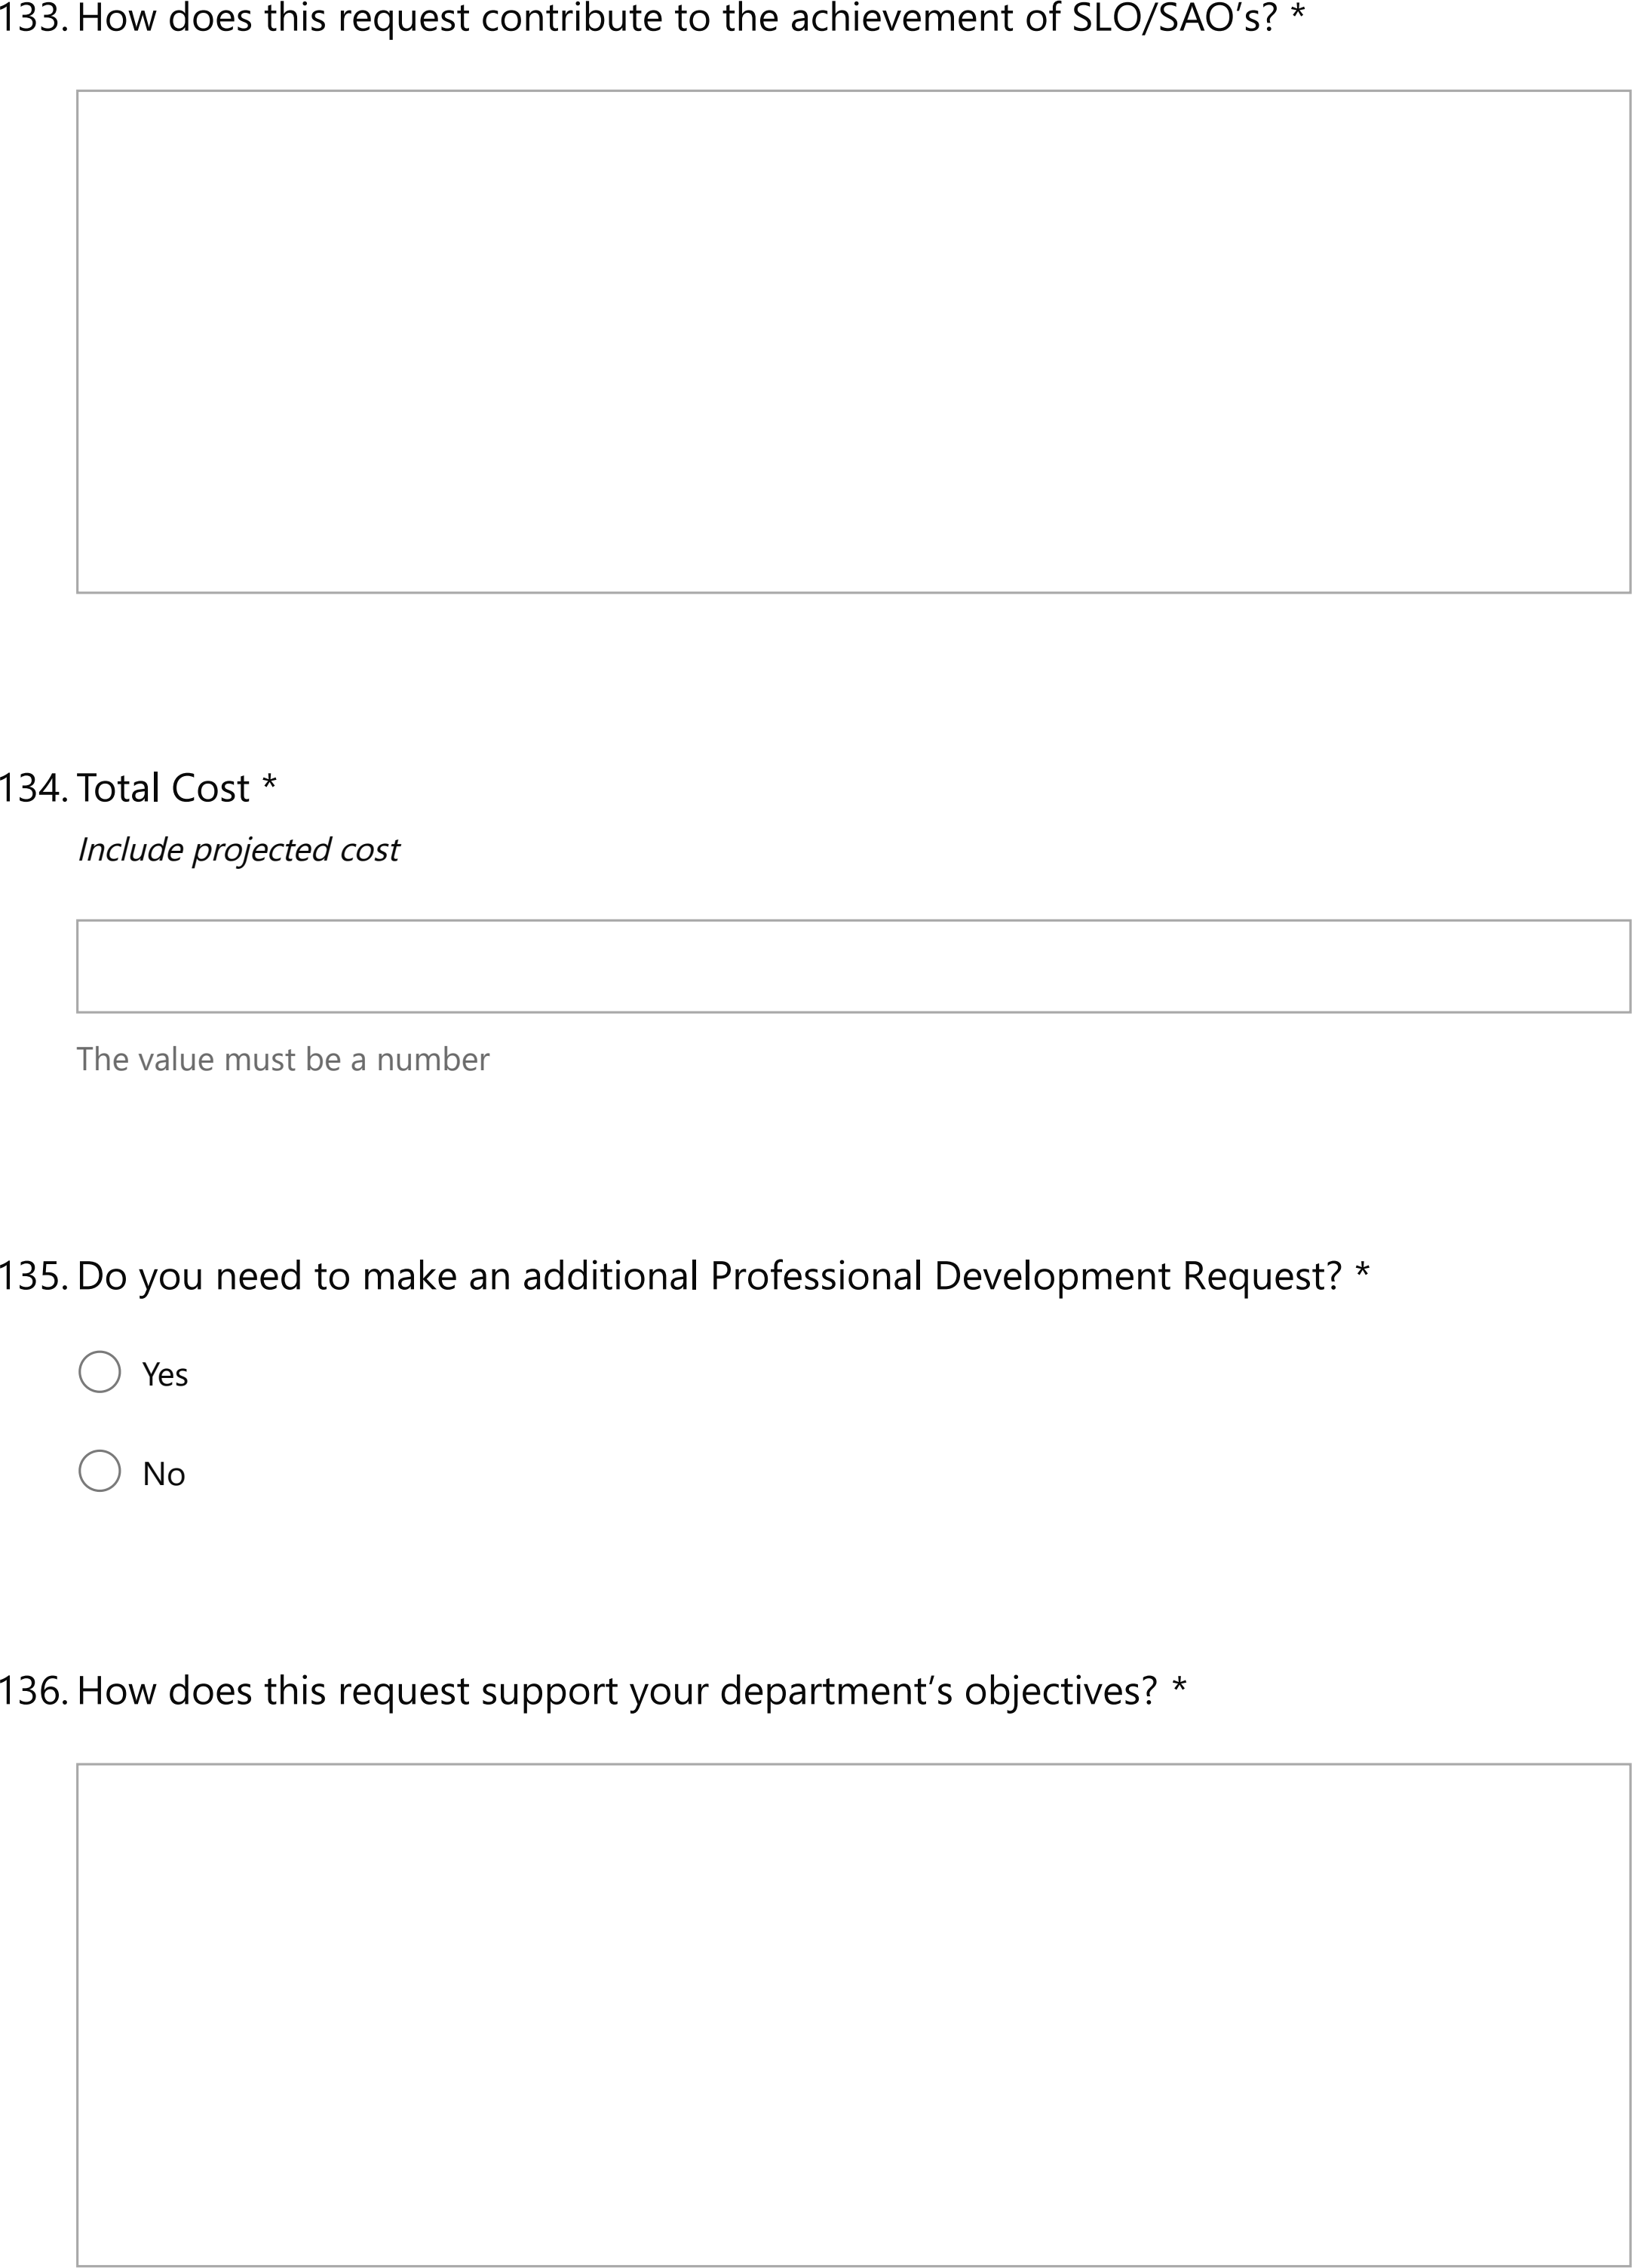 133. How does this request contribute to the achievement of SLO/SAO's? *
134. Total Cost *
Include projected cost
The value must be a number
135. Do you need to make an additional Professional Development Request? *
Yes
No
136. How does this request support your department's objectives? *